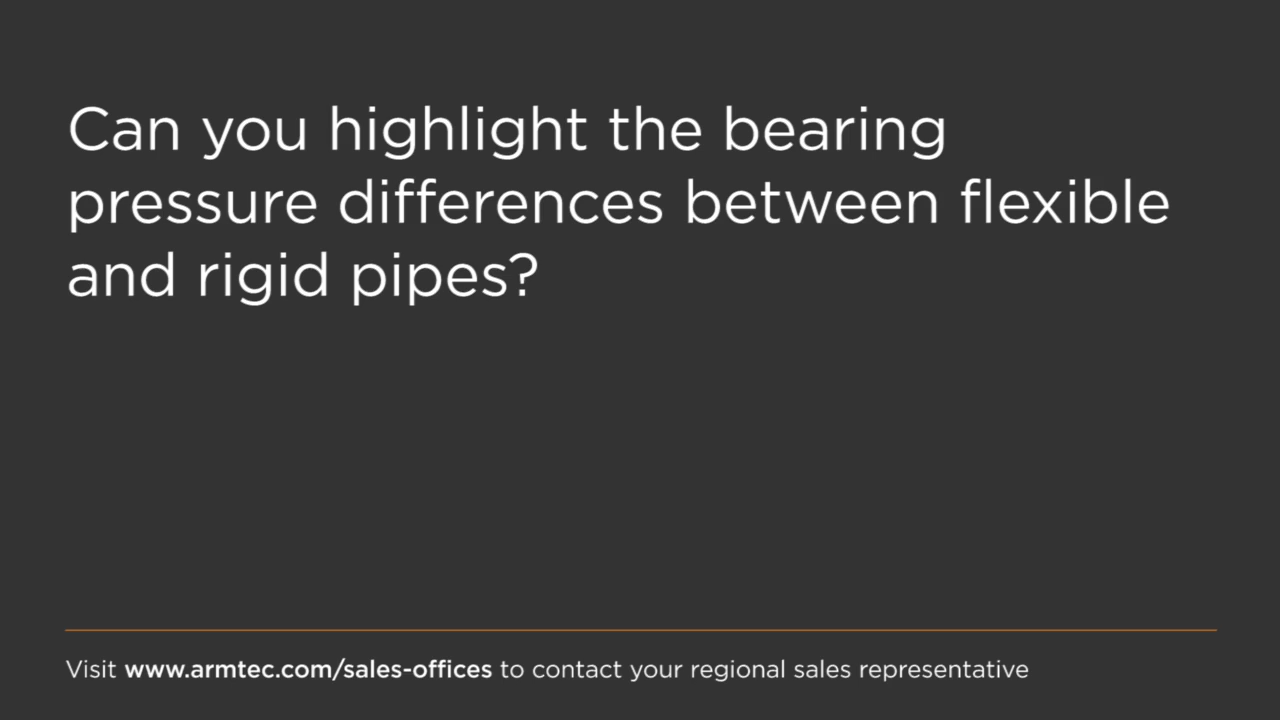 Can you highlight the bearing
pressure differences between flexible
and rigid pipes?
Visit www.armtec.com/sales-offices to contact your regional sales representative